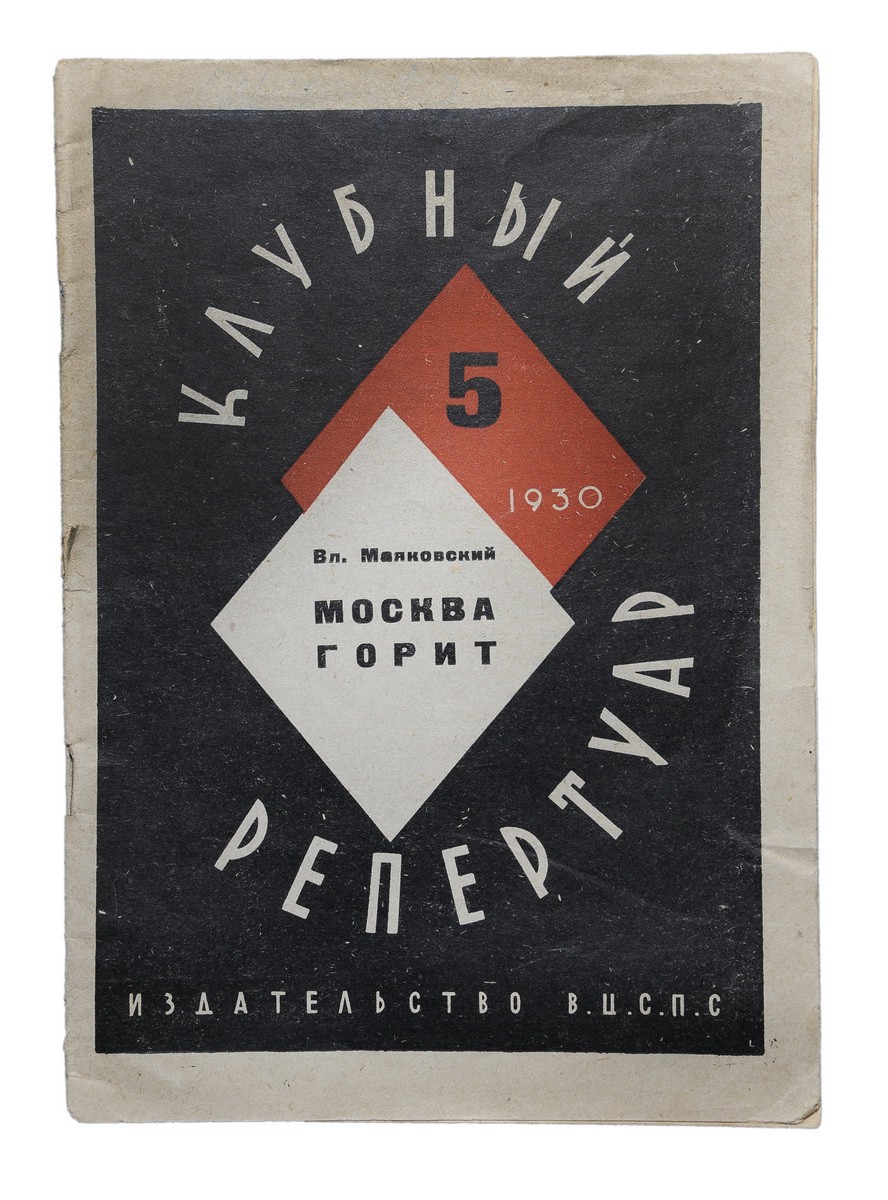 КЛУБНЫЙ
5
1930
Вл. Маяковский
МОСКВА
ГОРИТ
РЕПЕРТУАР
ИЗДАТЕЛЬСТВО В.Ц.С.П.С